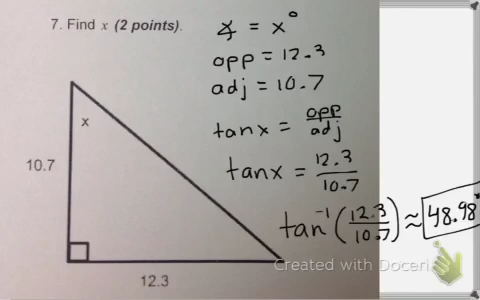 7. Find x (2 points).
∡ = x°
opp = 12.3
adj = 10.7
x
tanx = opp/adj
10.7
tanx = 12.3/10.7
tan⁻¹(12.3/10.7) ≈ 48.98°
12.3
Created with Doceri